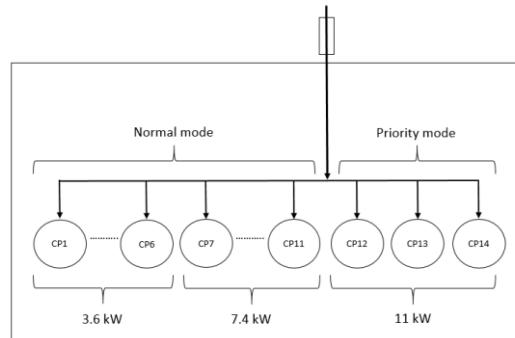 Normal mode
Priority mode
CP1
CP6
CP7
CP11
CP12
CP13
CP14
3.6 kW
7.4 kW
11 kW